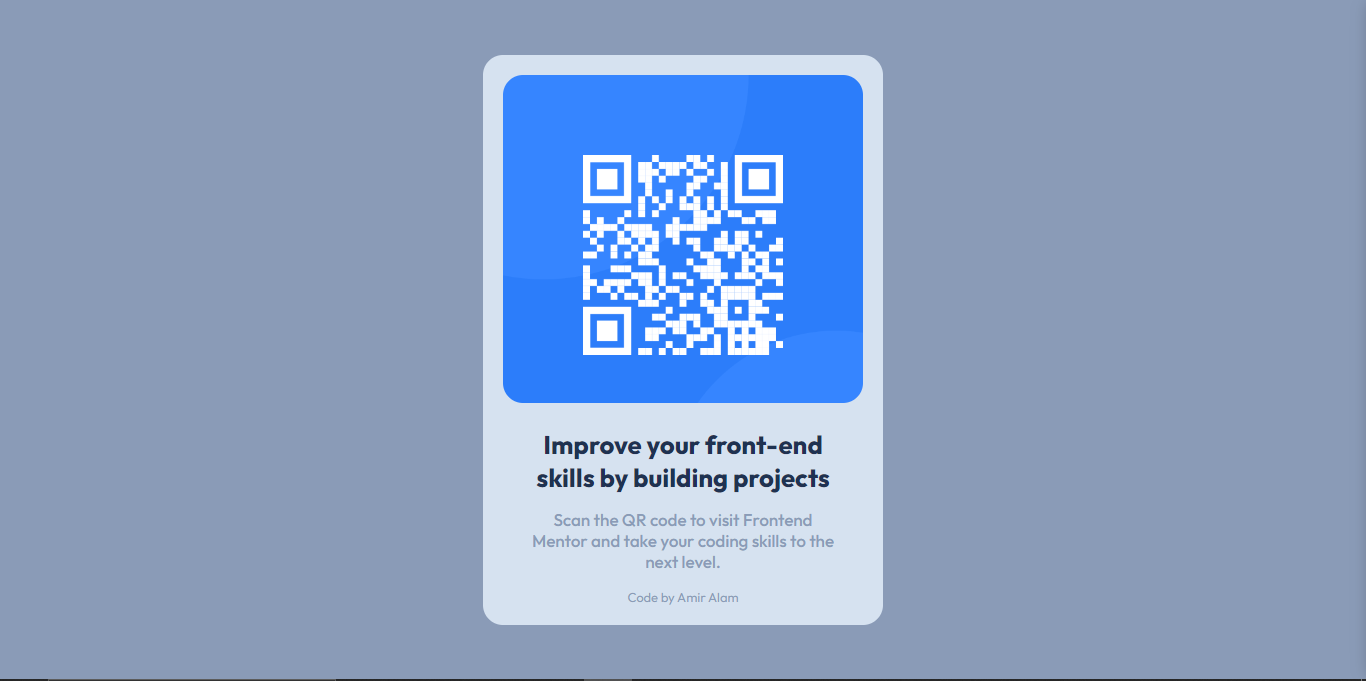 Improve your front-end
skills by building projects
Scan the QR code to visit Frontend
Mentor and take your coding skills to the
next level.
Code by Amir Alam